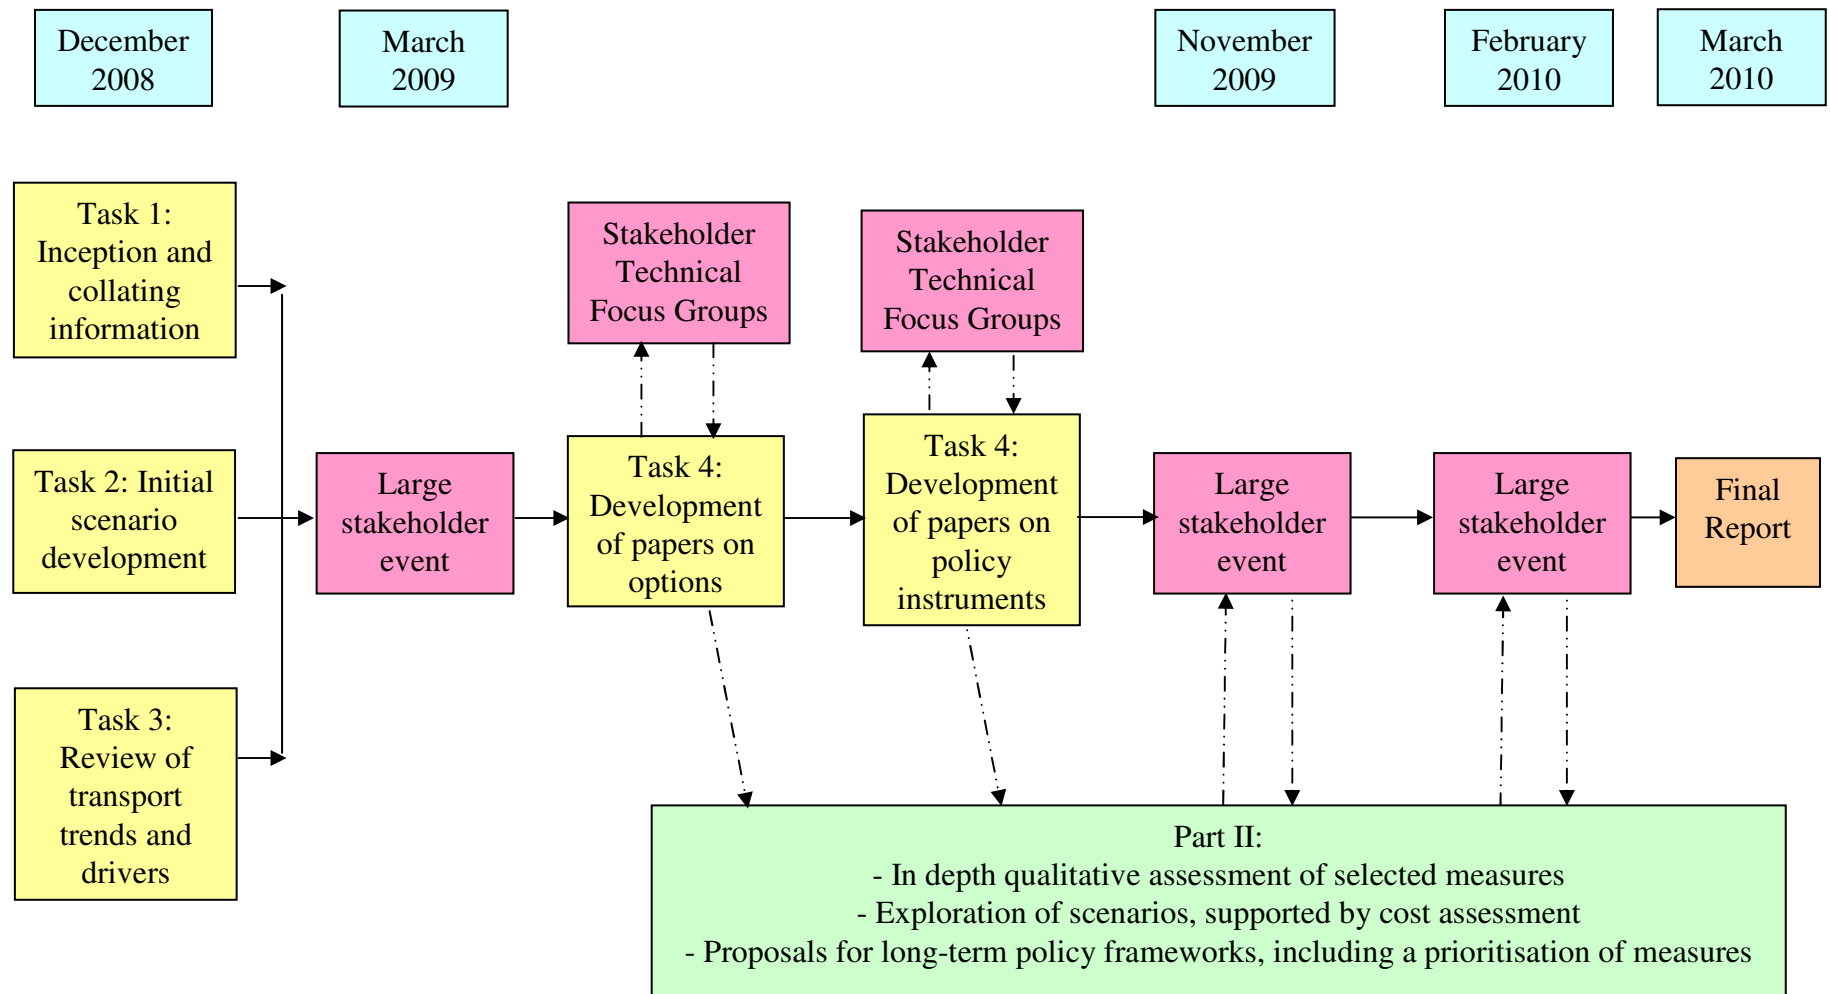 December
2008
March
2009
November
2009
February
2010
March
2010
Task 1:
Inception and
collating
information
Stakeholder
Technical
Focus Groups
Stakeholder
Technical
Focus Groups
Task 2: Initial
scenario
development
Large
stakeholder
event
Task 4:
Development
of papers on
options
Task 4:
Development
of papers on
policy
instruments
Large
stakeholder
event
Large
stakeholder
event
Final
Report
Task 3:
Review of
transport
trends and
drivers
Part II:
- In depth qualitative assessment of selected measures
- Exploration of scenarios, supported by cost assessment
- Proposals for long-term policy frameworks, including a prioritisation of measures